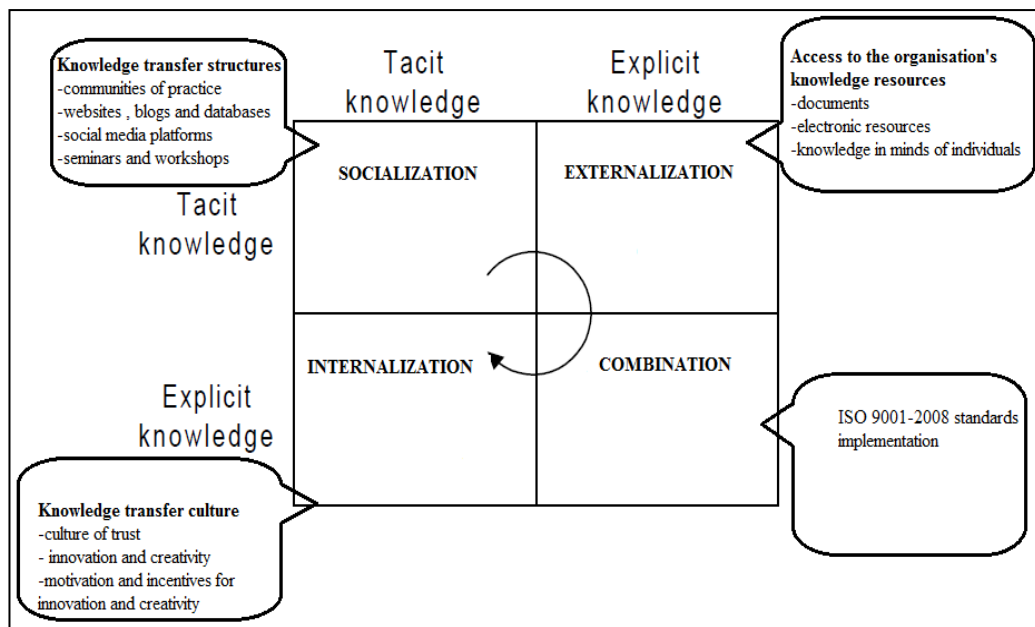 Knowledge transfer structures
-communities of practice
-websites , blogs and databases
-social media platforms
-seminars and workshops
Tacit
knowledge
Explicit
knowledge
Access to the organisation's
knowledge resources
-documents
-electronic resources
-knowledge in minds of individuals
Tacit
knowledge
SOCIALIZATION
EXTERNALIZATION
Explicit
knowledge
INTERNALIZATION
COMBINATION
ISO 9001-2008 standards
implementation
Knowledge transfer culture
-culture of trust
- innovation and creativity
-motivation and incentives for
innovation and creativity